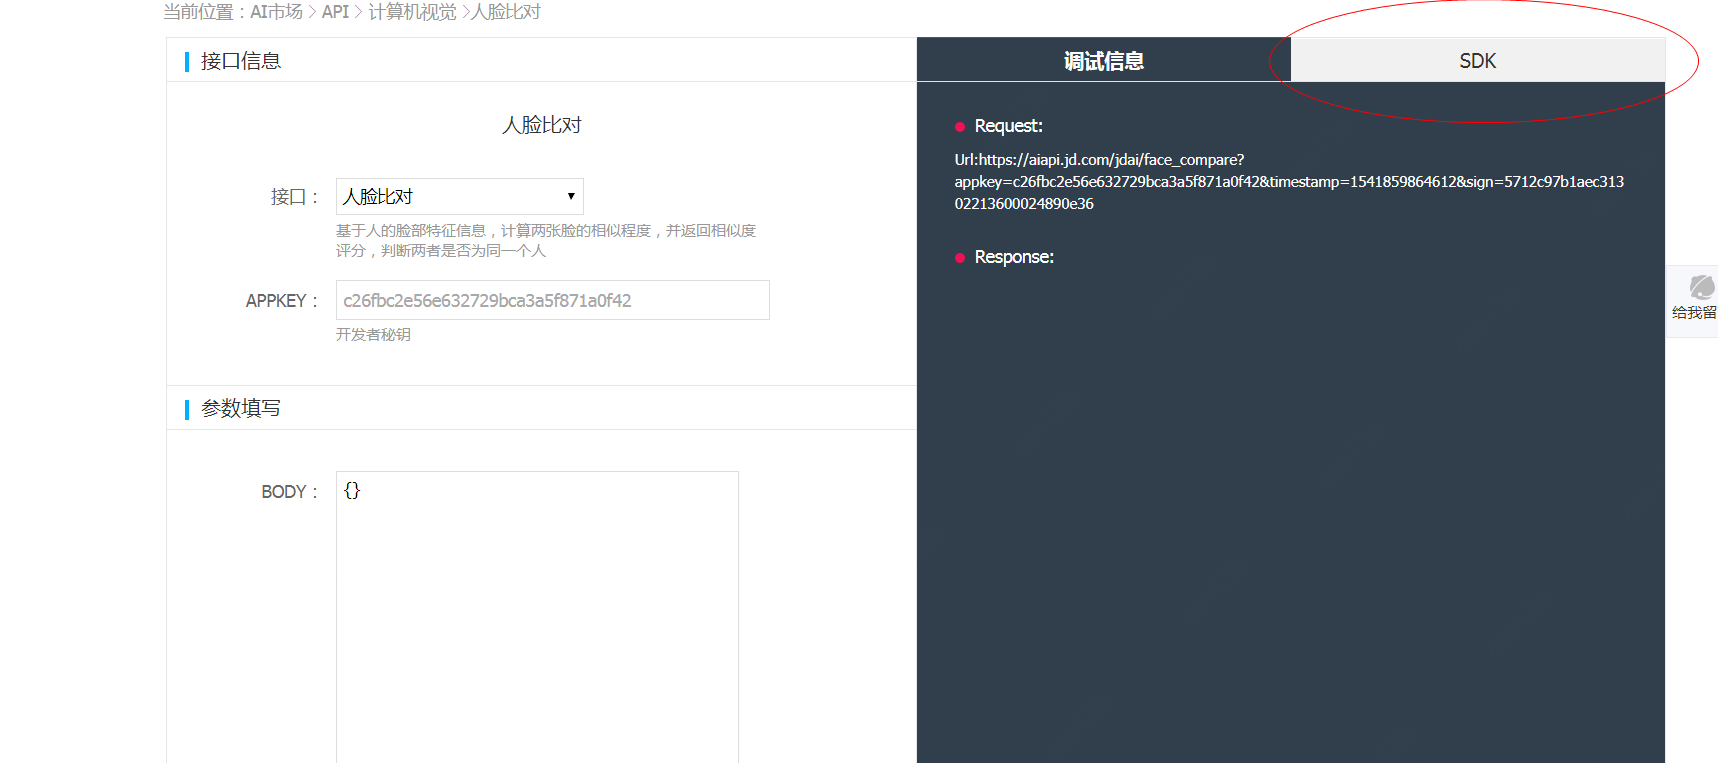 当前位置：AI市场 > API > 计算机视觉 >人脸比对
接口信息
人脸比对
接口：
人脸比对
基于人的脸部特征信息，计算两张脸的相似程度，并返回相似度
评分，判断两者是否为同一个人
APPKEY：
c26fbc2e56e632729bca3a5f871a0f42
开发者秘钥
参数填写
BODY：
{}
调试信息
SDK
Request:
Url:https://aiapi.jd.com/jdai/face_compare?
appkey=c26fbc2e56e632729bca3a5f871a0f42&timestamp=1541859864612&sign=5712c97b1aec313
02213600024890e36
Response:
给我留